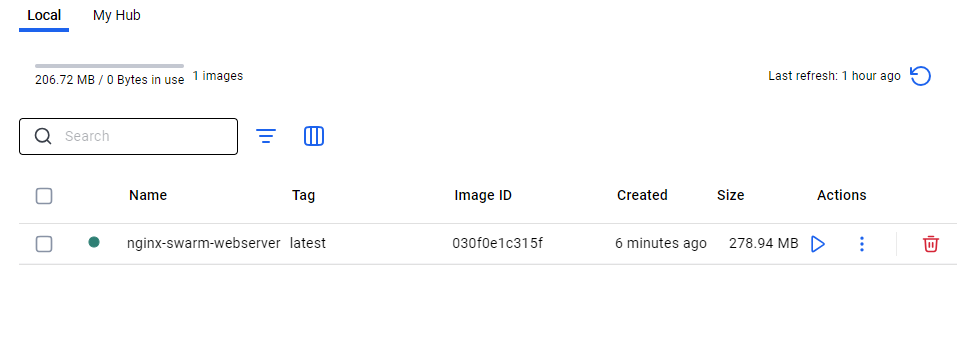 Local My Hub
206.72 MB / 0 Bytes in use 1 images Last refresh: 1 hour ago
Search
Name Tag Image ID Created Size Actions
nginx-swarm-webserver latest 030f0e1c315f 6 minutes ago 278.94 MB